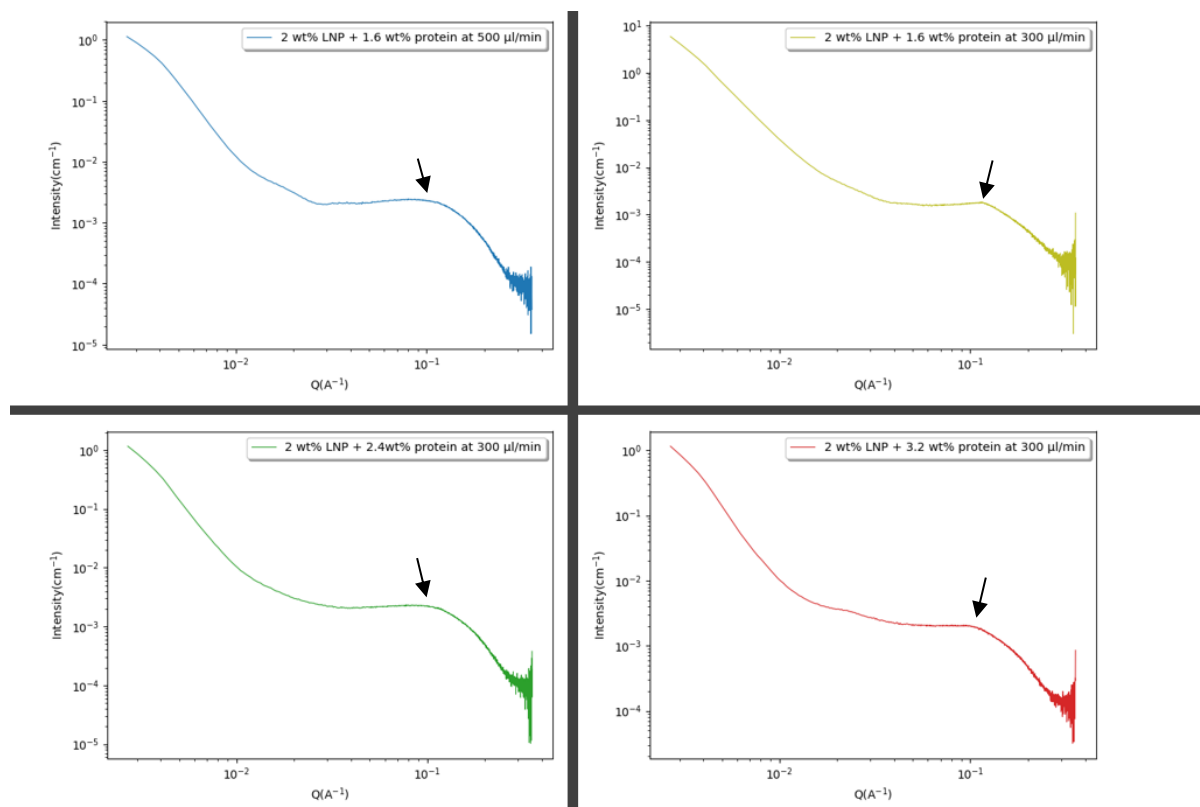 2 wt% LNP + 1.6 wt% protein at 500 µl/min
10⁰
10⁻¹
10⁻²
10⁻³
10⁻⁴
10⁻⁵
Intensity(cm⁻¹)
10⁻² 10⁻¹
Q(A⁻¹)
2 wt% LNP + 1.6 wt% protein at 300 µl/min
10¹
10⁰
10⁻¹
10⁻²
10⁻³
10⁻⁴
10⁻⁵
Intensity(cm⁻¹)
10⁻² 10⁻¹
Q(A⁻¹)
2 wt% LNP + 2.4wt% protein at 300 µl/min
10⁰
10⁻¹
10⁻²
10⁻³
10⁻⁴
10⁻⁵
Intensity(cm⁻¹)
10⁻² 10⁻¹
Q(A⁻¹)
2 wt% LNP + 3.2 wt% protein at 300 µl/min
10⁰
10⁻¹
10⁻²
10⁻³
10⁻⁴
Intensity(cm⁻¹)
10⁻² 10⁻¹
Q(A⁻¹)